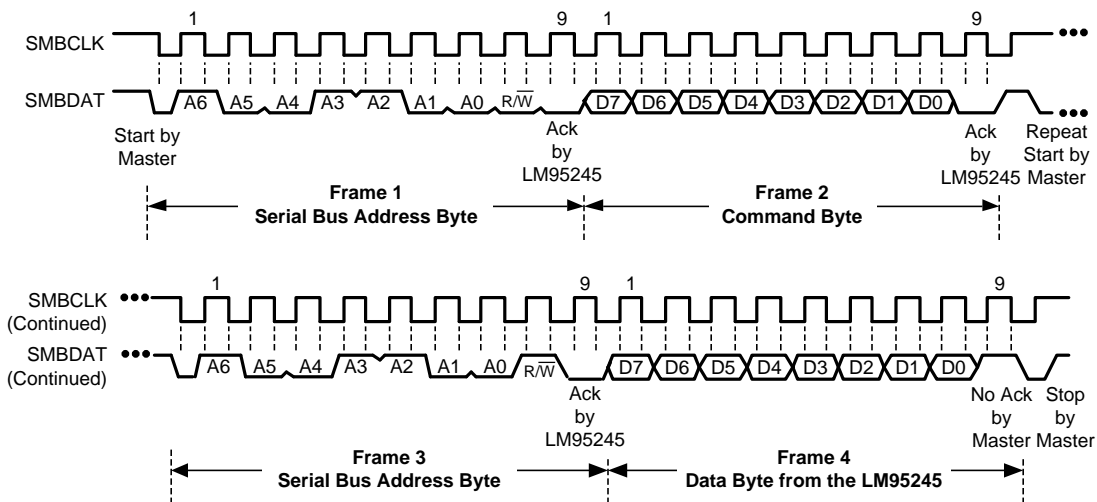 1 9 1 9
SMBCLK
SMBDAT A6 A5 A4 A3 A2 A1 A0 R/W̅ D7 D6 D5 D4 D3 D2 D1 D0
Start by
Master
Ack
by
LM95245
Ack
by
LM95245
Repeat
Start by
Master
Frame 1
Serial Bus Address Byte
Frame 2
Command Byte
1 9 1 9
SMBCLK
(Continued)
SMBDAT
(Continued)
A6 A5 A4 A3 A2 A1 A0 R/W̅ D7 D6 D5 D4 D3 D2 D1 D0
Ack
by
LM95245
No Ack
by
Master
Stop
by
Master
Frame 3
Serial Bus Address Byte
Frame 4
Data Byte from the LM95245